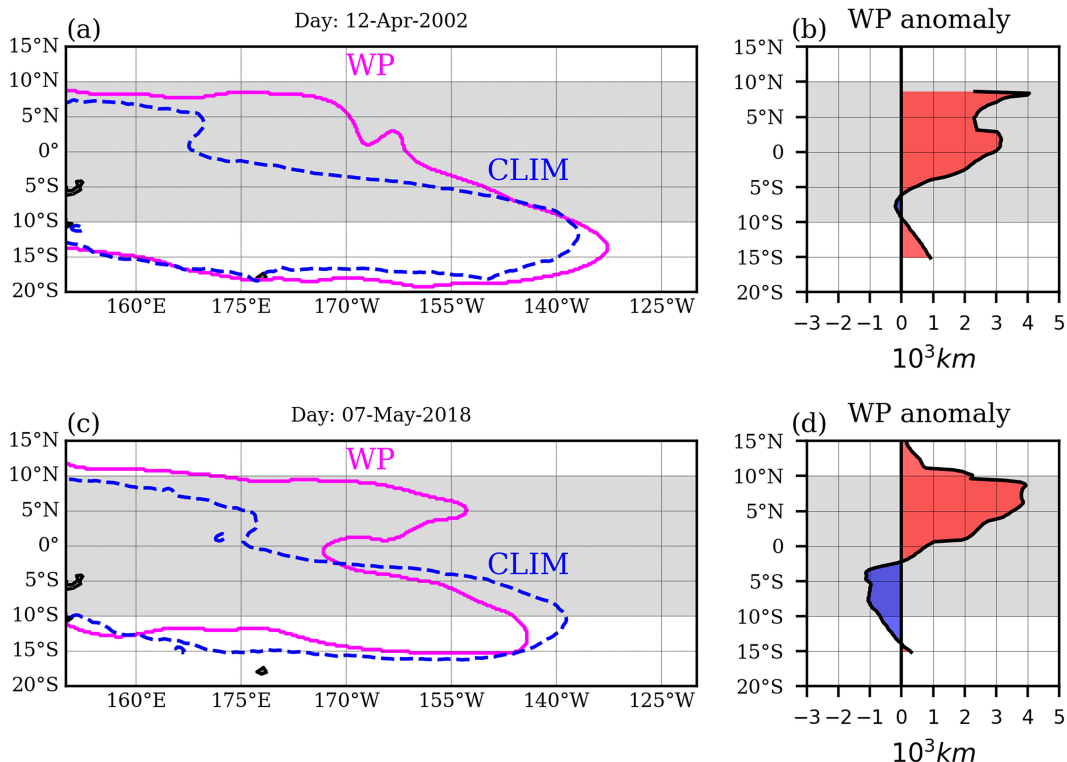 (a)
Day: 12-Apr-2002
(b)
WP anomaly
15°N
10°N
5°N
0°
5°S
10°S
15°S
20°S
WP
CLIM
160°E
175°E
170°W
155°W
140°W
125°W
15°N
10°N
5°N
0
5°S
10°S
15°S
20°S
−3 −2 −1 0 1 2 3 4 5
10³km
(c)
Day: 07-May-2018
(d)
WP anomaly
15°N
10°N
5°N
0°
5°S
10°S
15°S
20°S
WP
CLIM
160°E
175°E
170°W
155°W
140°W
125°W
15°N
10°N
5°N
0
5°S
10°S
15°S
20°S
−3 −2 −1 0 1 2 3 4 5
10³km